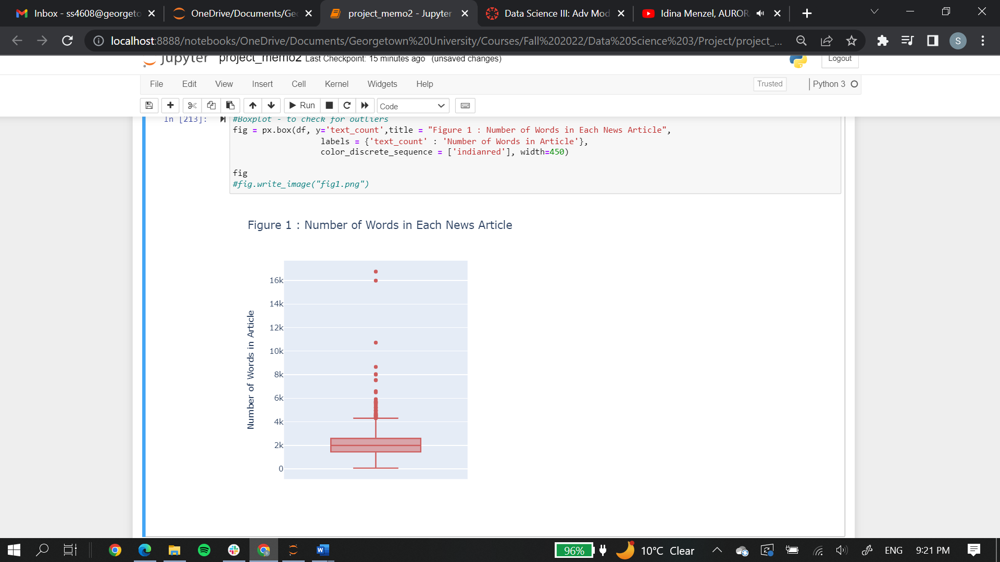 Inbox - ss4608@georgeto
OneDrive/Documents/Geo
project_memo2 - Jupyter
Data Science III: Adv Mod
Idina Menzel, AUROR
localhost:8888/notebooks/OneDrive/Documents/Georgetown%20University/Courses/Fall%202022/Data%20Science%203/Project/project_...
S
jupyter project_memo2 Last Checkpoint: 15 minutes ago (unsaved changes)
Logout
File Edit View Insert Cell Kernel Widgets Help
Trusted
Python 3
Run
Code
In [213]:
#Boxplot - to check for outliers
fig = px.box(df, y='text_count',title = "Figure 1 : Number of Words in Each News Article",
labels = {'text_count' : 'Number of Words in Article'},
color_discrete_sequence = ['indianred'], width=450)
fig
#fig.write_image("fig1.png")
Figure 1 : Number of Words in Each News Article
Number of Words in Article
16k
14k
12k
10k
8k
6k
4k
2k
0
96%
10°C Clear
ENG
9:21 PM